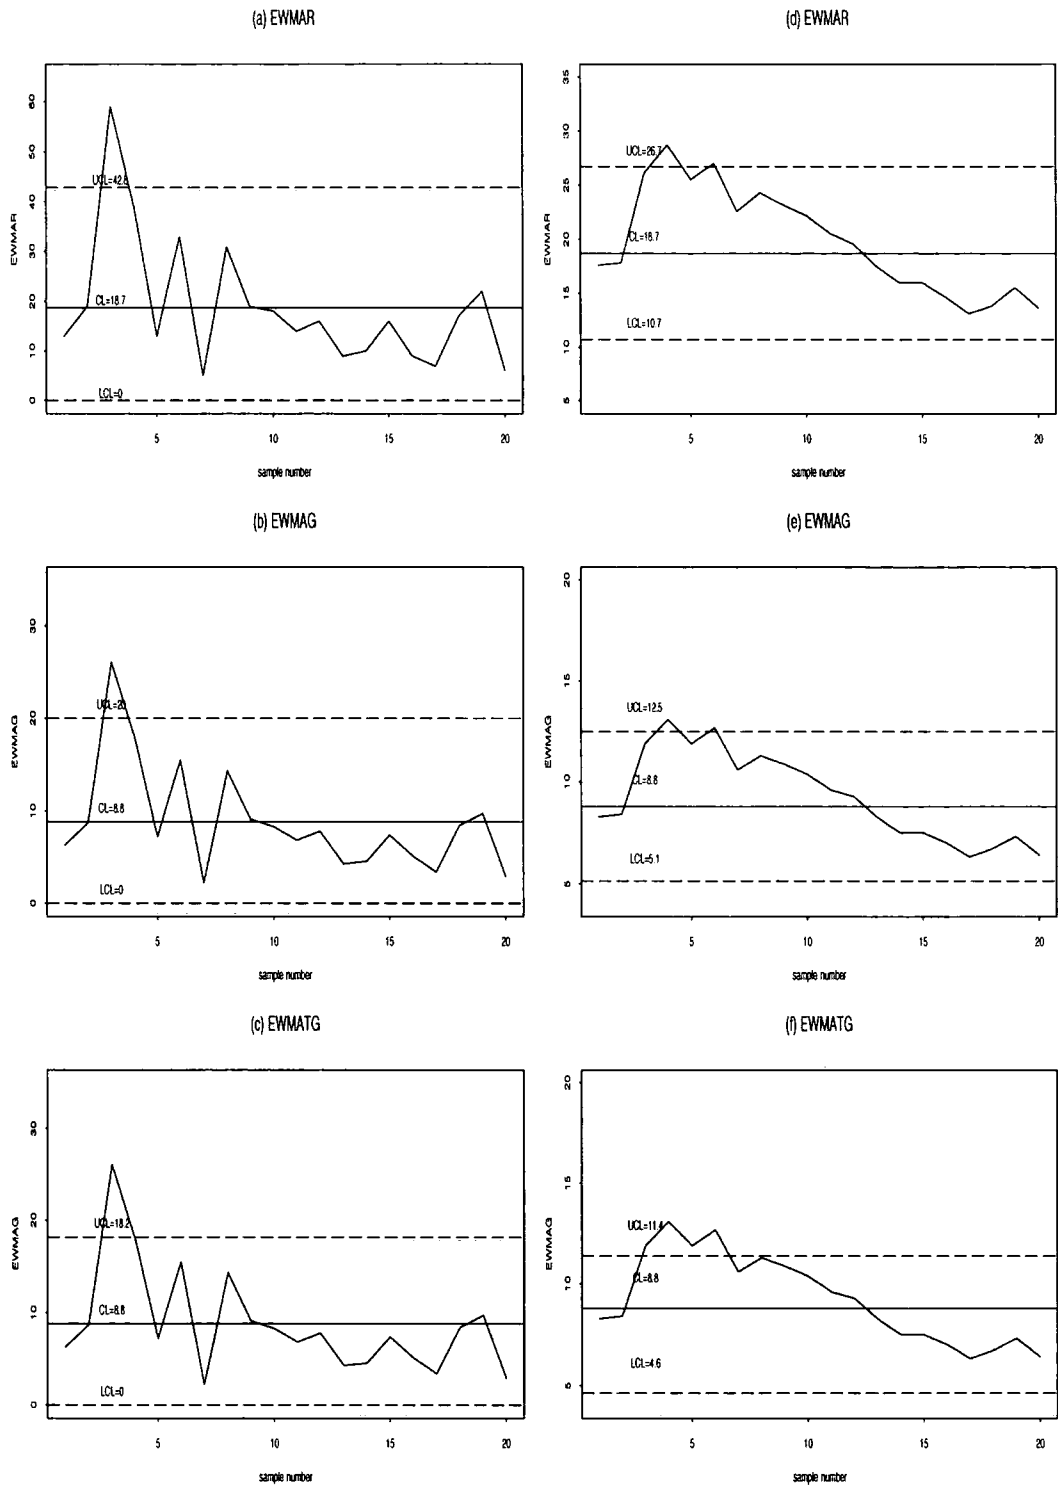 (a) EWMAR
EWMAR
60
50
40
30
20
10
0
UCL=42.8
CL=18.7
LCL=0
5
10
15
20
sample number
(d) EWMAR
EWMAR
35
30
25
20
15
10
5
UCL=26.7
CL=18.7
LCL=10.7
5
10
15
20
sample number
(b) EWMAG
EWMAG
30
20
10
0
UCL=20
CL=8.8
LCL=0
5
10
15
20
sample number
(e) EWMAG
EWMAG
20
15
10
5
UCL=12.5
CL=8.8
LCL=5.1
5
10
15
20
sample number
(c) EWMATG
EWMAG
30
20
10
0
UCL=18.2
CL=8.8
LCL=0
5
10
15
20
sample number
(f) EWMATG
EWMAG
20
15
10
5
UCL=11.4
CL=8.8
LCL=4.6
5
10
15
20
sample number